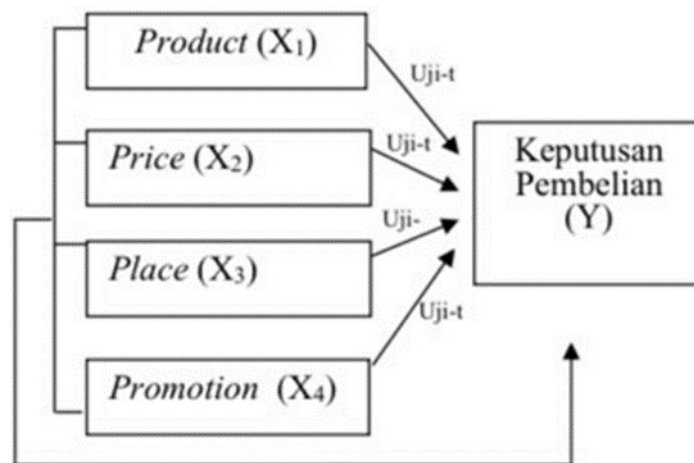 Product (X₁)
Uji-t
Price (X₂)
Uji-t
Keputusan
Pembelian
(Y)
Uji-
Place (X₃)
Uji-t
Promotion (X₄)